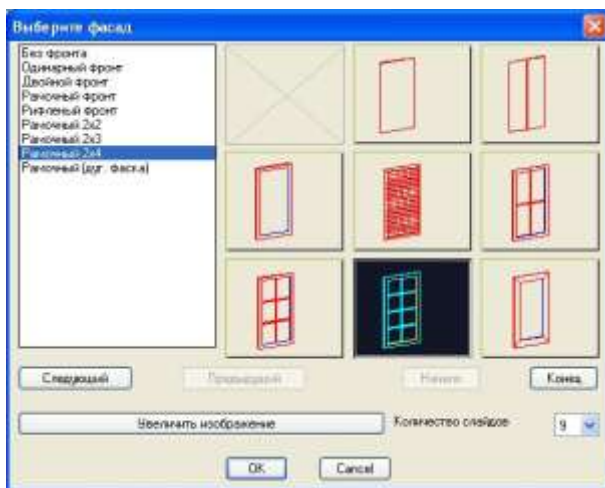 Выберите фасад
Без фронта
Одинарный фронт
Двойной фронт
Рамочный фронт
Рифленый фронт
Рамочный 2x2
Рамочный 2x3
Рамочный 2x4
Рамочный (дуг. фаска)
Следующий
Предыдущий
Начало
Конец
Увеличить изображение
Количество слайдов
9
OK
Cancel